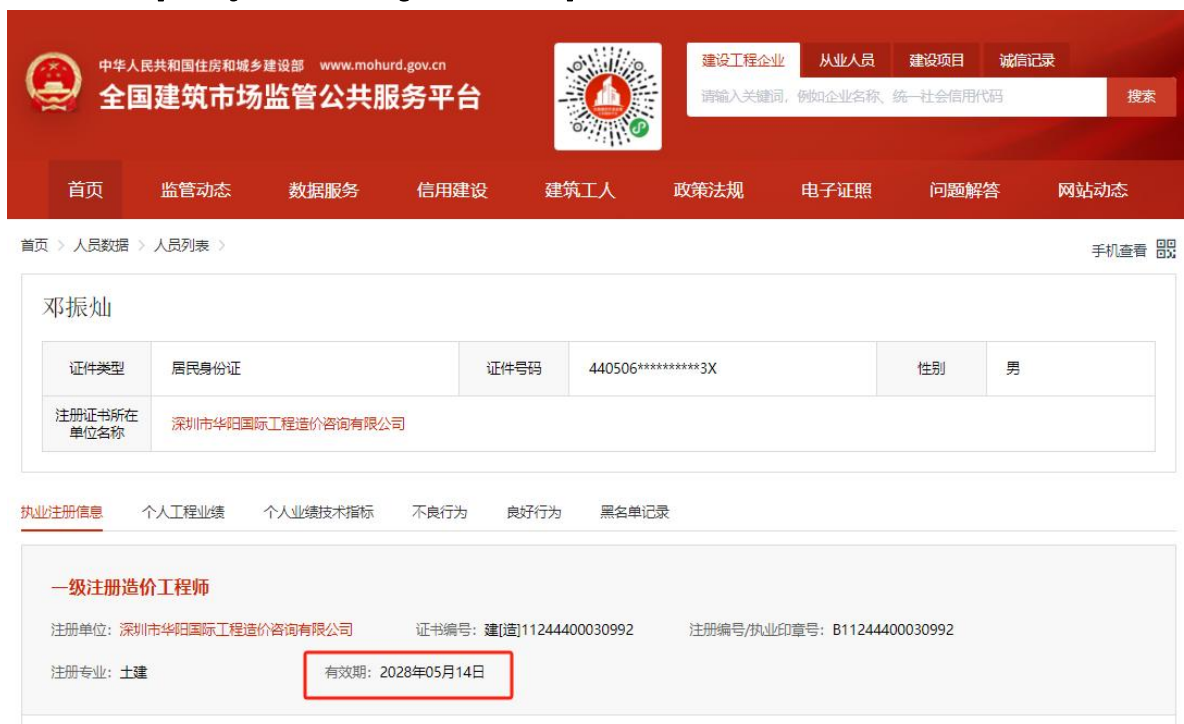 中华人民共和国住房和城乡建设部 www.mohurd.gov.cn
全国建筑市场监管公共服务平台
建设工程企业 从业人员 建设项目 诚信记录
请输入关键词，例如企业名称、统一社会信用代码 搜索
首页 监管动态 数据服务 信用建设 建筑工人 政策法规 电子证照 问题解答 网站动态
首页 > 人员数据 > 人员列表 >
手机查看
邓振灿
证件类型 居民身份证 证件号码 440506**********3X 性别 男
注册证书所在
单位名称
深圳市华阳国际工程造价咨询有限公司
执业注册信息 个人工程业绩 个人业绩技术指标 不良行为 良好行为 黑名单记录
一级注册造价工程师
注册单位：深圳市华阳国际工程造价咨询有限公司 证书编号：建[造]11244400030992 注册编号/执业印章号：B11244400030992
注册专业：土建 有效期：2028年05月14日